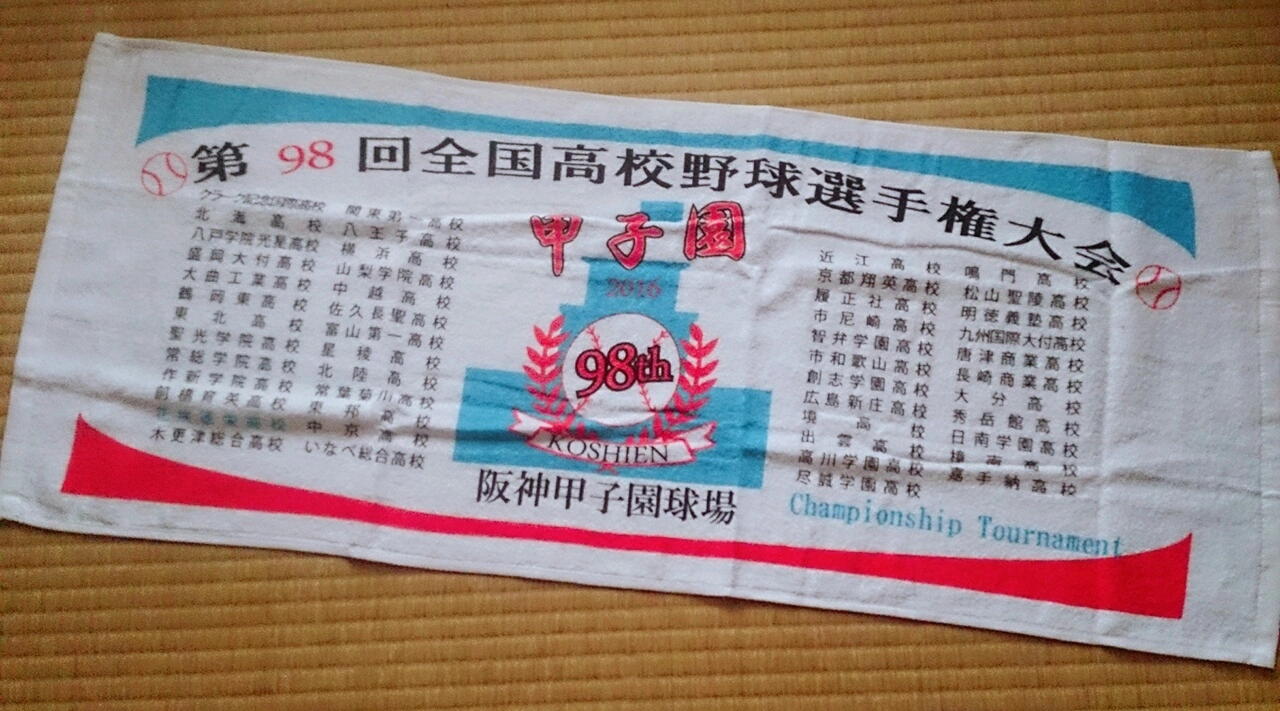 第 98 回全国高校野球選手権大会
クラーク記念国際高校
北海高校
八戸学院光星高校
盛岡大付高校
大曲工業高校
鶴岡東高校
東北高校
聖光学院高校
常総学院高校
作新学院高校
前橋育英高校
花咲徳栄高校
木更津総合高校
関東第一高校
八王子高校
横浜高校
山梨学院高校
中越高校
佐久長聖高校
富山第一高校
星稜高校
北陸高校
常葉菊川高校
東邦高校
中京高校
いなべ総合高校
甲子園
2016
98th
KOSHIEN
阪神甲子園球場
近江高校
京都翔英高校
履正社高校
市尼崎高校
智弁学園高校
市和歌山高校
創志学園高校
広島新庄高校
境高校
出雲高校
高川学園高校
尽誠学園高校
鳴門高校
松山聖陵高校
明徳義塾高校
九州国際大付高校
唐津商業高校
長崎商業高校
大分高校
秀岳館高校
日南学園高校
樟南高校
嘉手納高校
Championship Tournament